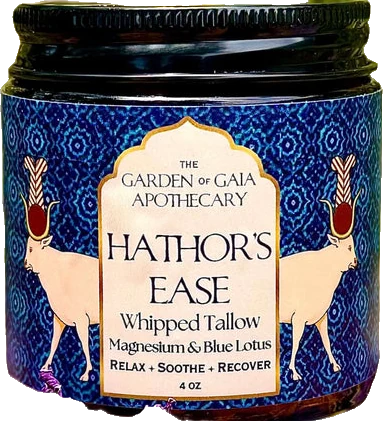 THE
GARDEN OF GAIA
APOTHECARY
HATHOR'S
EASE
Whipped Tallow
Magnesium & Blue Lotus
RELAX + SOOTHE + RECOVER
4 OZ